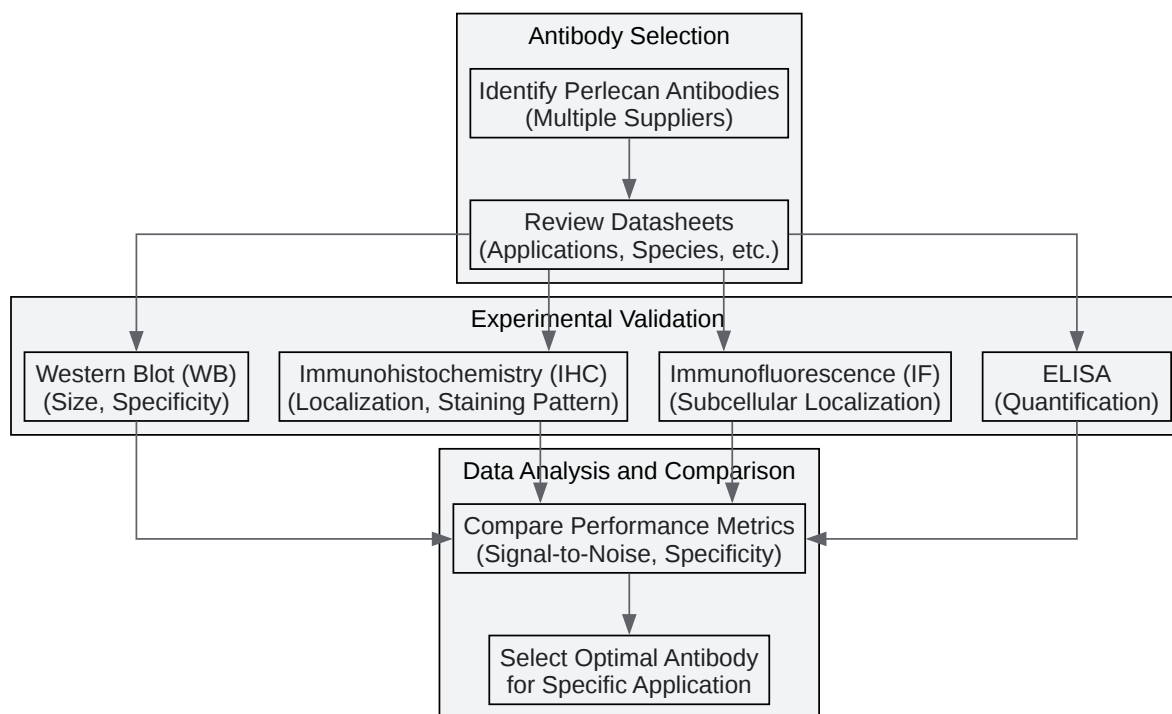 Antibody Selection
Identify Perlecan Antibodies
(Multiple Suppliers)
Review Datasheets
(Applications, Species, etc.)
Experimental Validation
Western Blot (WB)
(Size, Specificity)
Immunohistochemistry (IHC)
(Localization, Staining Pattern)
Immunofluorescence (IF)
(Subcellular Localization)
ELISA
(Quantification)
Data Analysis and Comparison
Compare Performance Metrics
(Signal-to-Noise, Specificity)
Select Optimal Antibody
for Specific Application